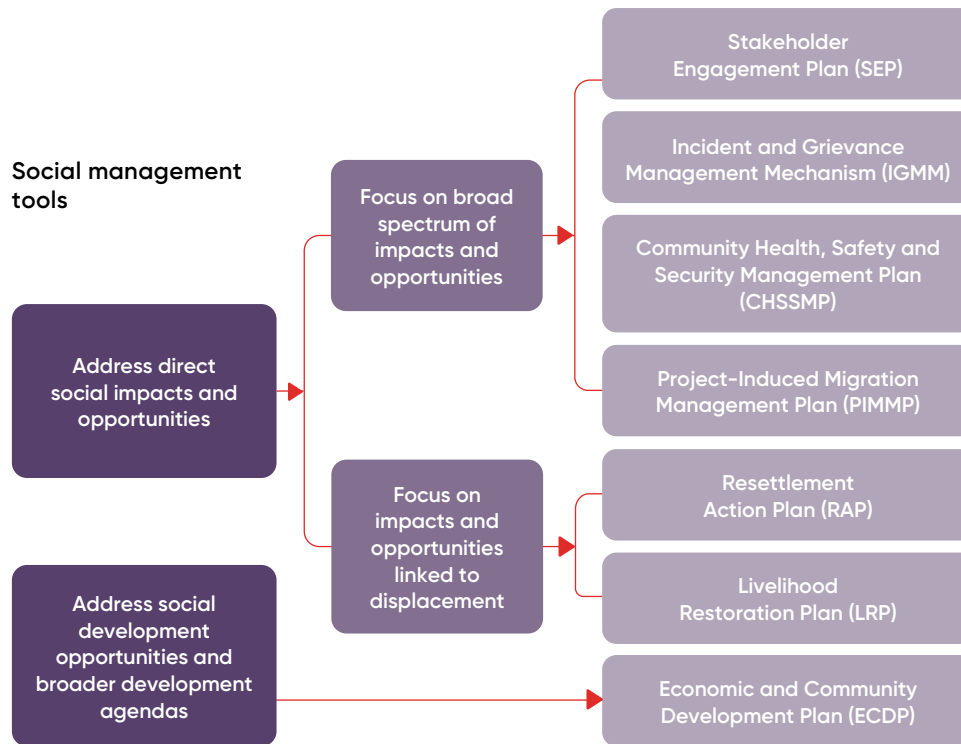 Social management
tools
Address direct
social impacts and
opportunities
Focus on broad
spectrum of
impacts and
opportunities
Stakeholder
Engagement Plan (SEP)
Incident and Grievance
Management Mechanism (IGMM)
Community Health, Safety and
Security Management Plan
(CHSSMP)
Project-Induced Migration
Management Plan (PIMMP)
Focus on
impacts and
opportunities
linked to
displacement
Resettlement
Action Plan (RAP)
Livelihood
Restoration Plan (LRP)
Address social
development
opportunities and
broader development
agendas
Economic and Community
Development Plan (ECDP)